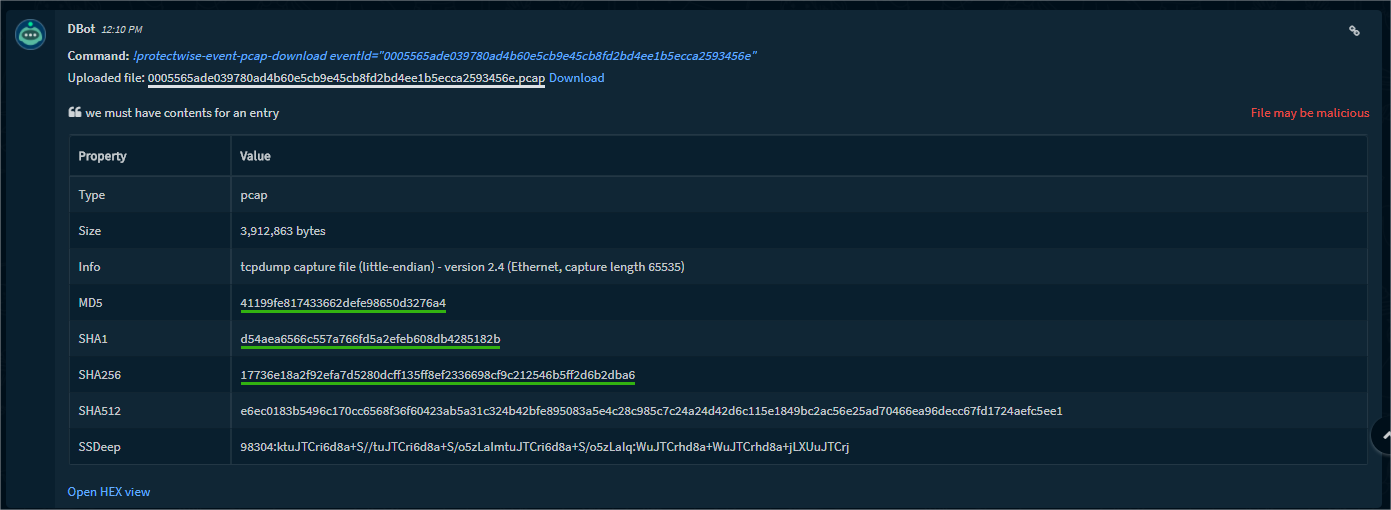 DBot 12:10 PM
Command: !protectwise-event-pcap-download eventId="0005565ade039780ad4b60e5cb9e45cb8fd2bd4ee1b5ecca2593456e"
Uploaded file: 0005565ade039780ad4b60e5cb9e45cb8fd2bd4ee1b5ecca2593456e.pcap Download
we must have contents for an entry File may be malicious
Property Value
Type pcap
Size 3,912,863 bytes
Info tcpdump capture file (little-endian) - version 2.4 (Ethernet, capture length 65535)
MD5 41199fe817433662defe98650d3276a4
SHA1 d54aea6566c557a766fd5a2efeb608db4285182b
SHA256 17736e18a2f92efa7d5280dcff135ff8ef2336698cf9c212546b5ff2d6b2dba6
SHA512 e6ec0183b5496c170cc6568f36f60423ab5a31c324b42bfe895083a5e4c28c985c7c24a24d42d6c115e1849bc2ac56e25ad70466ea96decc67fd1724aefc5ee1
SSDeep 98304:ktuJTCri6d8a+S//tuJTCri6d8a+S/o5zLaImtuJTCri6d8a+S/o5zLaIq:WuJTCrhd8a+WuJTCrhd8a+jLXUuJTCrj
Open HEX view